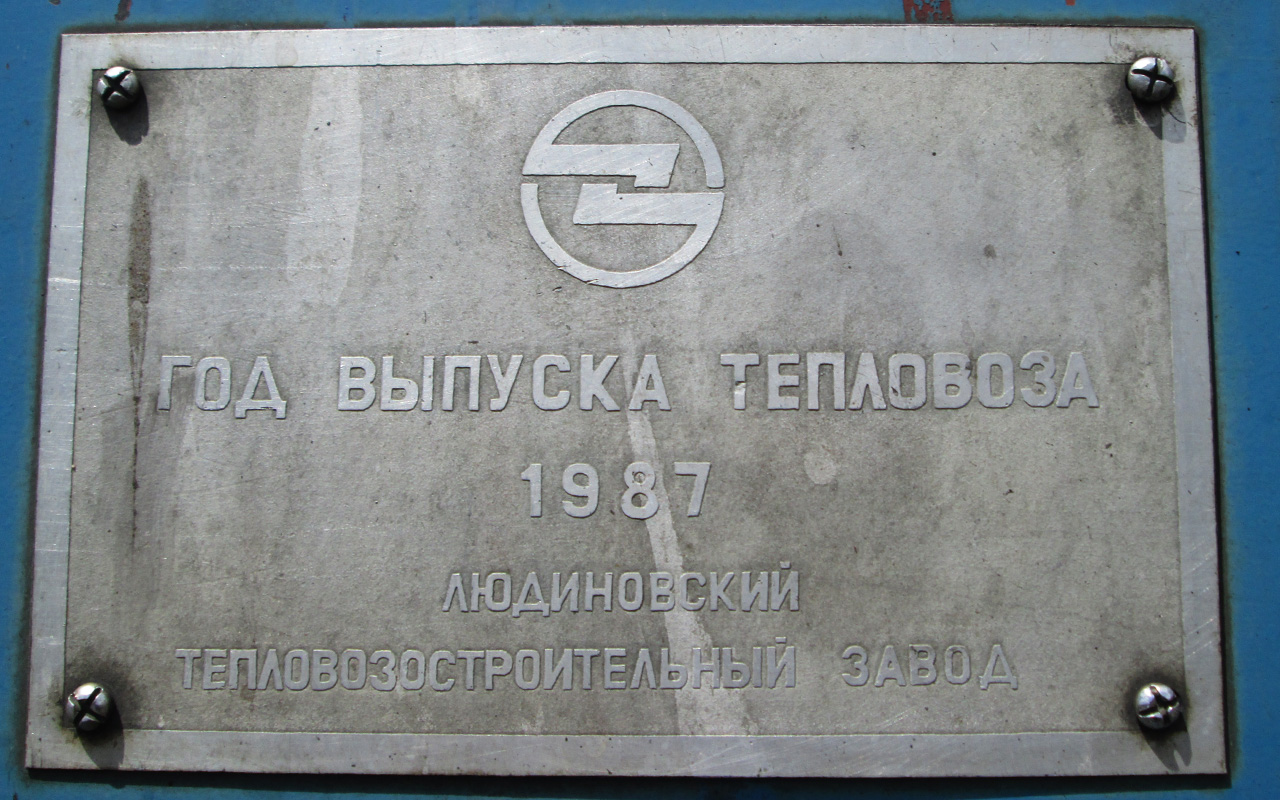 ГОД ВЫПУСКА ТЕПЛОВОЗА
1987
ЛЮДИНОВСКИЙ
ТЕПЛОВОЗОСТРОИТЕЛЬНЫЙ ЗАВОД